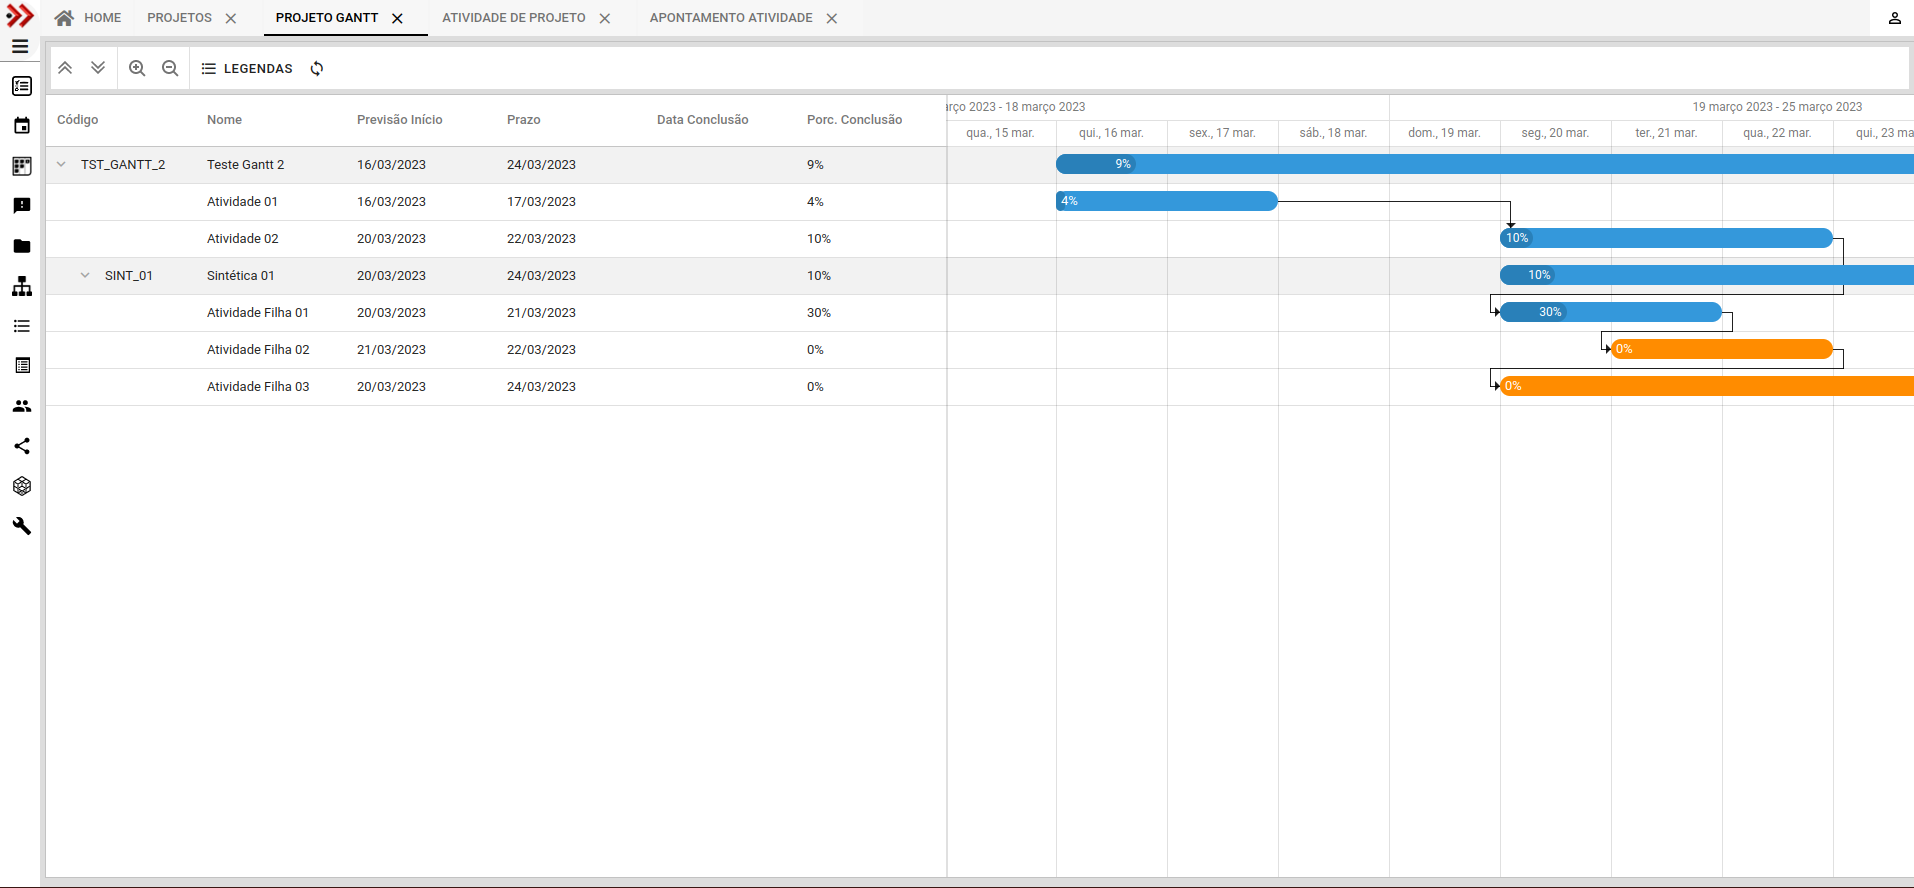 HOME PROJETOS PROJETO GANTT ATIVIDADE DE PROJETO APONTAMENTO ATIVIDADE
LEGENDAS
Código Nome Previsão Início Prazo Data Conclusão Porc. Conclusão
2023 - 18 março 2023 19 março 2023 - 25 março 2023
qua., 15 mar. qui., 16 mar. sex., 17 mar. sáb., 18 mar. dom., 19 mar. seg., 20 mar. ter., 21 mar. qua., 22 mar. qui., 23
TST_GANTT_2 Teste Gantt 2 16/03/2023 24/03/2023 9% 9%
Atividade 01 16/03/2023 17/03/2023 4% 4%
Atividade 02 20/03/2023 22/03/2023 10% 10%
SINT_01 Sintética 01 20/03/2023 24/03/2023 10% 10%
Atividade Filha 01 20/03/2023 21/03/2023 30% 30%
Atividade Filha 02 21/03/2023 22/03/2023 0% 0%
Atividade Filha 03 20/03/2023 24/03/2023 0% 0%